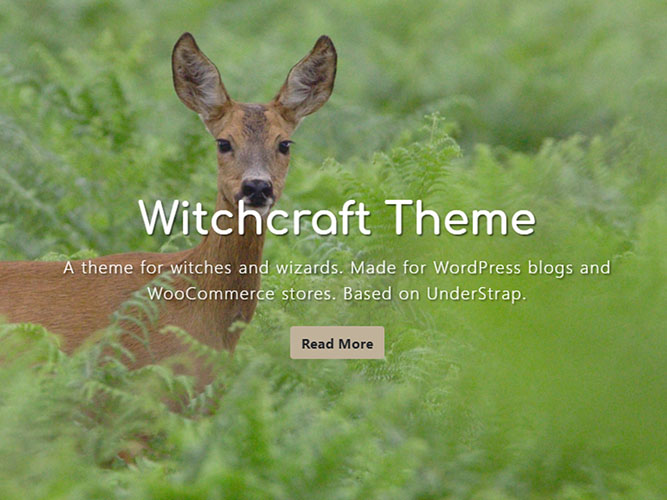 Witchcraft Theme
A theme for witches and wizards. Made for WordPress blogs and
WooCommerce stores. Based on UnderStrap.
Read More